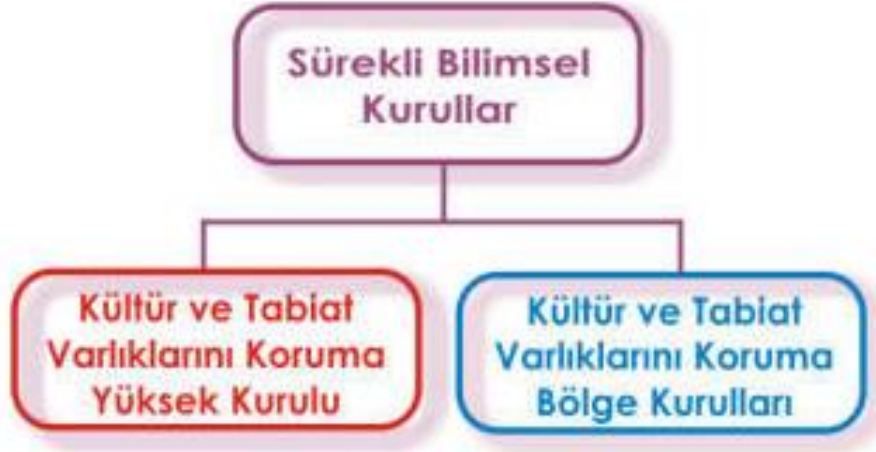 Sürekli Bilimsel
Kurullar
Kültür ve Tabiat
Varlıklarını Koruma
Yüksek Kurulu
Kültür ve Tabiat
Varlıklarını Koruma
Bölge Kurulları